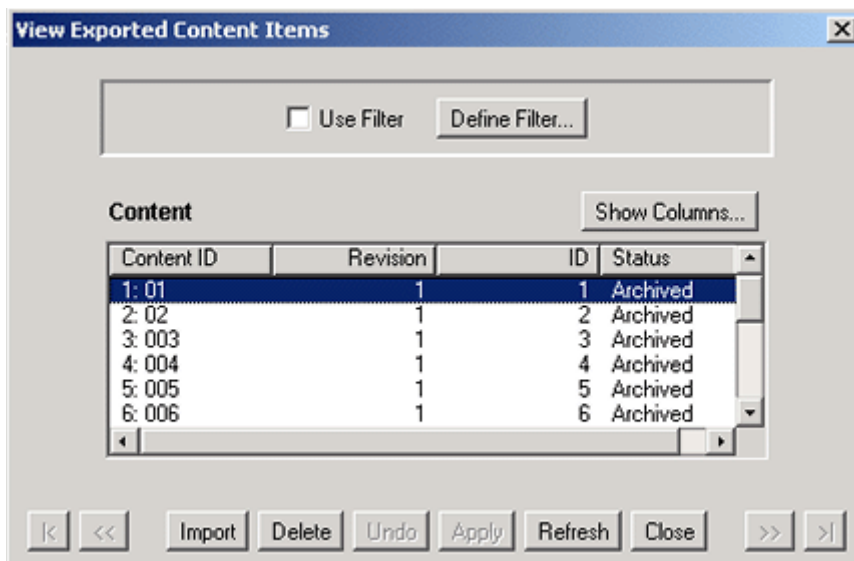 View Exported Content Items
Use Filter Define Filter...
Content Show Columns...
Content ID Revision ID Status
1: 01 1 1 Archived
2: 02 1 2 Archived
3: 003 1 3 Archived
4: 004 1 4 Archived
5: 005 1 5 Archived
6: 006 1 6 Archived
|< << Import Delete Undo Apply Refresh Close >> >|